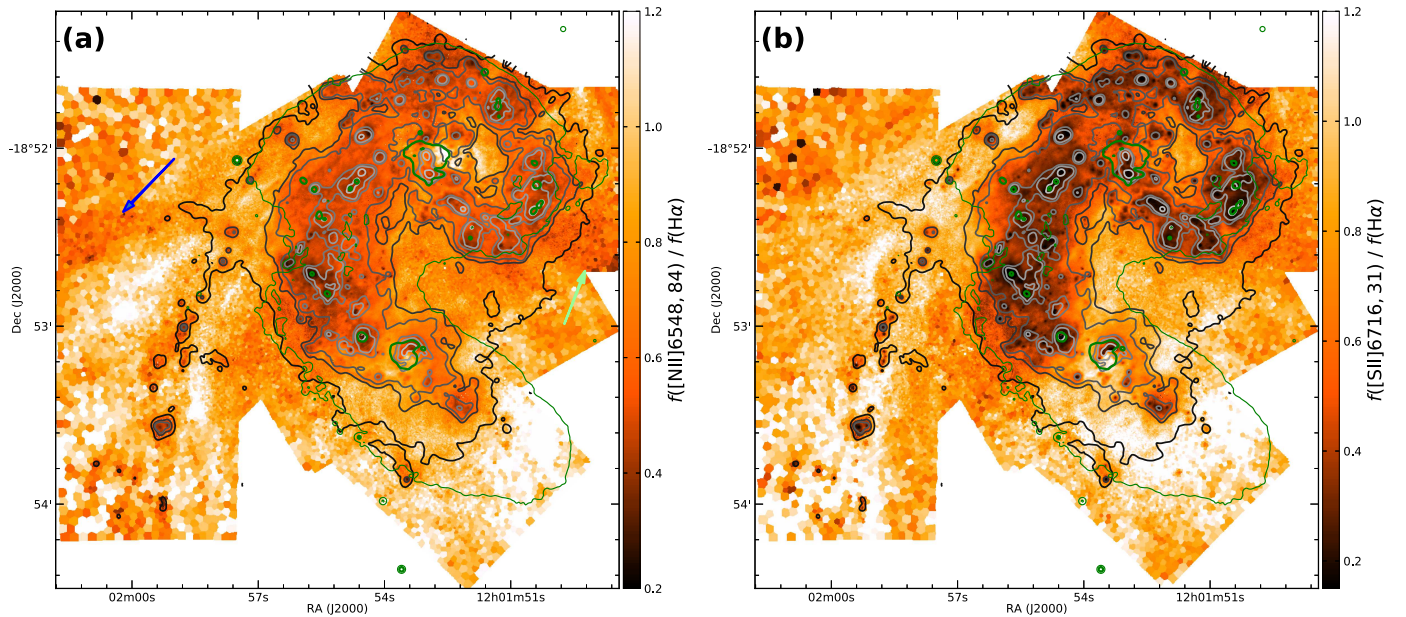 (a)
-18°52'
53'
54'
Dec (J2000)
02m00s
57s
54s
12h01m51s
RA (J2000)
1.2
1.0
0.8
0.6
0.4
0.2
f([NII]6548, 84) / f(Hα)
(b)
-18°52'
53'
54'
Dec (J2000)
02m00s
57s
54s
12h01m51s
RA (J2000)
1.2
1.0
0.8
0.6
0.4
0.2
f([SII]6716, 31) / f(Hα)